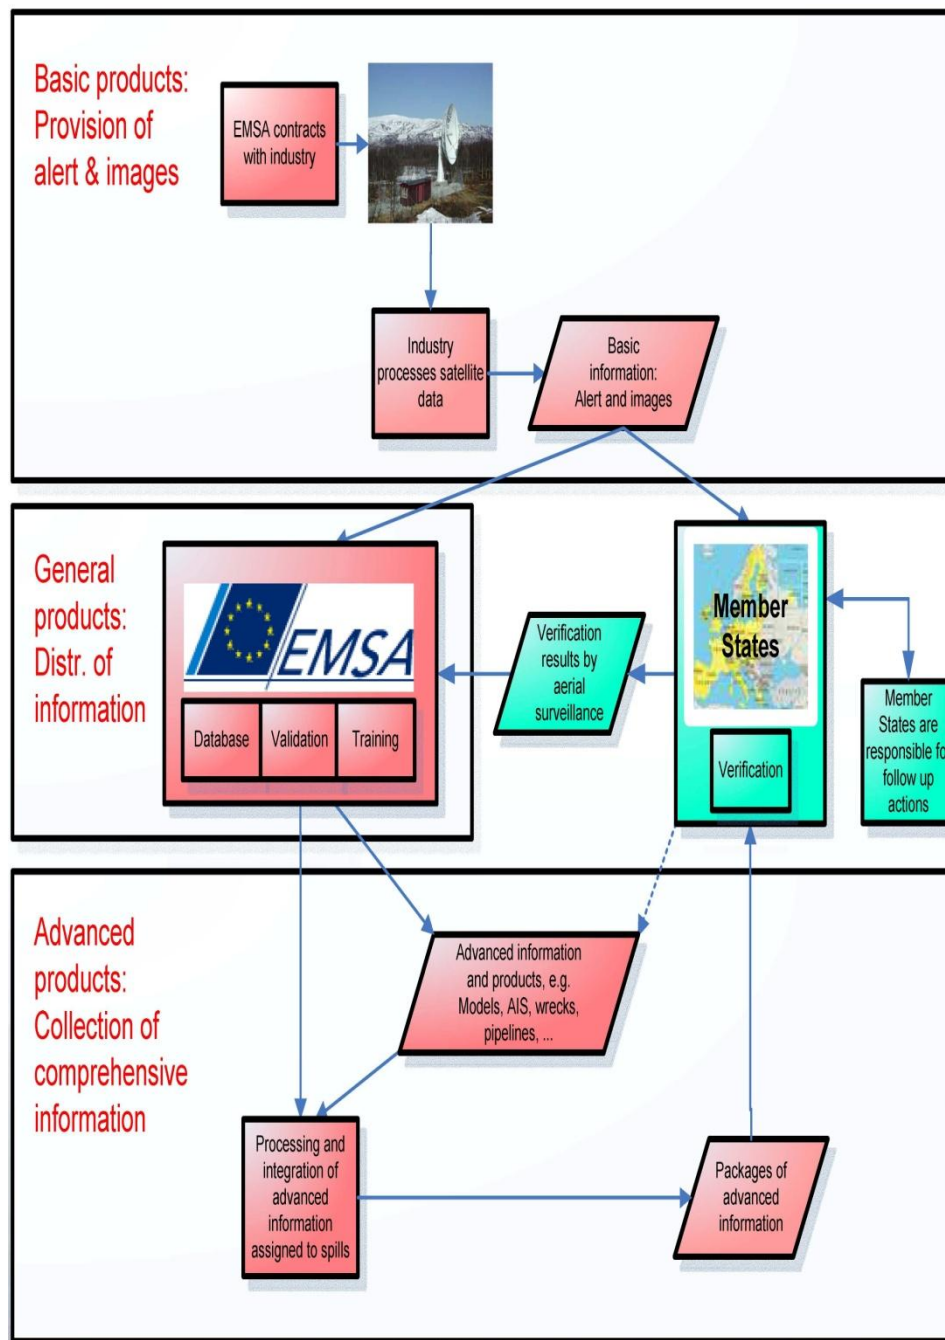 Basic products:
Provision of
alert & images
EMSA contracts
with industry
Industry
processes satellite
data
Basic
information:
Alert and images
General
products:
Distr. of
information
EMSA
Database
Validation
Training
Verification
results by
aerial
surveillance
Member
States
Verification
Member
States are
responsible fo
follow up
actions
Advanced
products:
Collection of
comprehensive
information
Advanced information
and products, e.g.
Models, AIS, wrecks,
pipelines, ...
Processing and
integration of
advanced
information
assigned to spills
Packages of
advanced
information